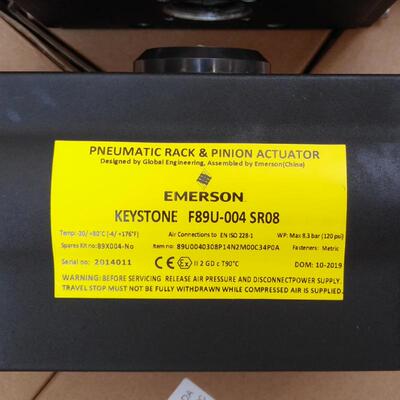 PNEUMATIC RACK & PINION ACTUATOR
Designed by Global Engineering, Assembled by Emerson(China)
EMERSON
KEYSTONE F89U-004 SR08
Temp:-20/ +80°C (-4/ +176°F) Air Connections to EN ISO 228-1 WP: Max 8.3 bar (120 psi)
Spares Kit no: 89X004-No Item no: 89U0040308P14N2M00C34P0A Fasteners: Metric
Serial no: 2014011 CE Ex II 2 GD c T90°C DOM: 10-2019
WARNING: BEFORE SERVICING RELEASE AIR PRESSURE AND DISCONNECTPOWER SUPPLY.
TRAVEL STOP MUST NOT BE FULLY WITHDRAWN WHILE COMPRESSED AIR IS SUPPLIED.